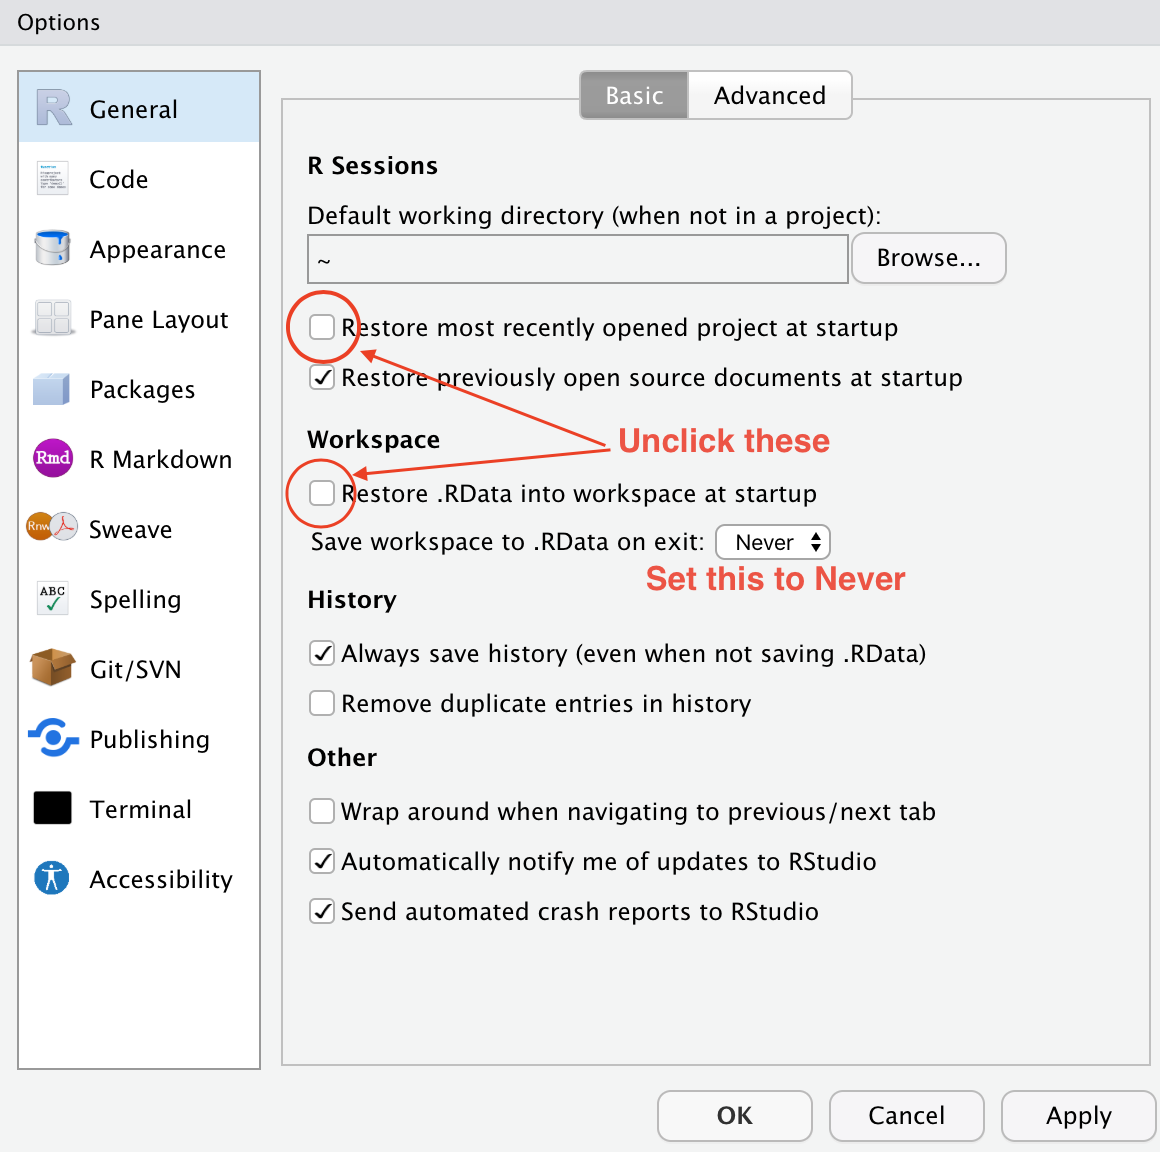 Options
General
Code
Appearance
Pane Layout
Packages
Rmd
R Markdown
Rnw
Sweave
ABC
Spelling
Git/SVN
Publishing
Terminal
Accessibility
Basic
Advanced
R Sessions
Default working directory (when not in a project):
~
Browse...
Restore most recently opened project at startup
Restore previously open source documents at startup
Workspace
Unclick these
Restore .RData into workspace at startup
Save workspace to .RData on exit: Never
Set this to Never
History
Always save history (even when not saving .RData)
Remove duplicate entries in history
Other
Wrap around when navigating to previous/next tab
Automatically notify me of updates to RStudio
Send automated crash reports to RStudio
OK
Cancel
Apply